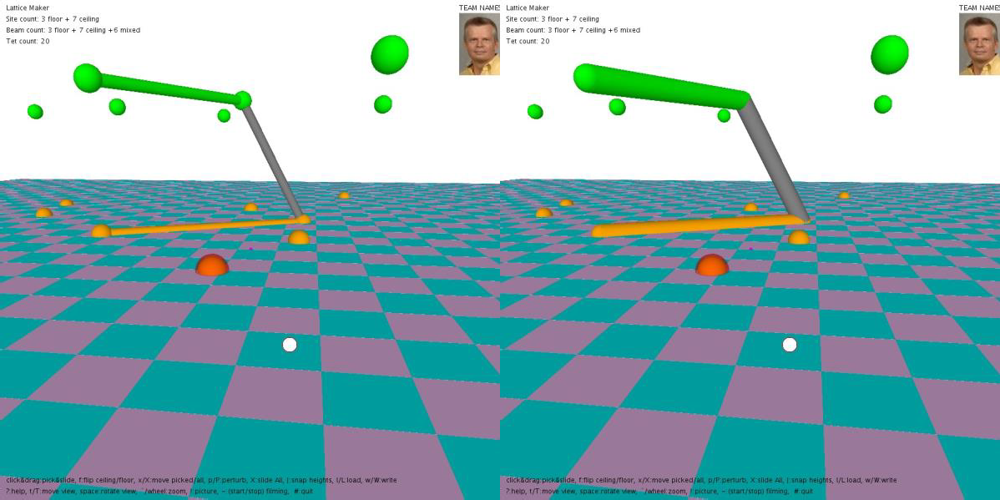 Lattice Maker
Site count: 3 floor + 7 ceiling
Beam count: 3 floor + 7 ceiling +6 mixed
Tet count: 20
TEAM NAMES
click&drag:pick&slide, f:flip ceiling/floor, x/X:move picked/all, p/P:perturb, X:slide All, |:snap heights, l/L:load, w/W:write
?:help, t/T:move view, space:rotate view, `/wheel:zoom, !:picture, ~:(start/stop) filming, #:quit
Lattice Maker
Site count: 3 floor + 7 ceiling
Beam count: 3 floor + 7 ceiling +6 mixed
Tet count: 20
TEAM NAMES
click&drag:pick&slide, f:flip ceiling/floor, x/X:move picked/all, p/P:perturb, X:slide All, |:snap heights, l/L:load, w/W:write
?:help, t/T:move view, space:rotate view, `/wheel:zoom, !:picture, ~:(start/stop) filming, #:quit